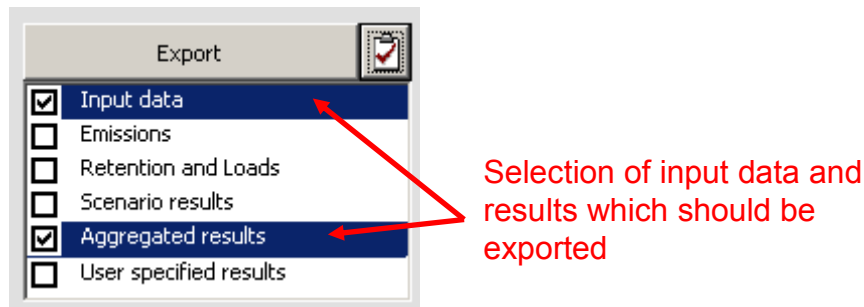 Export
Input data
Emissions
Retention and Loads
Scenario results
Aggregated results
User specified results
Selection of input data and
results which should be
exported